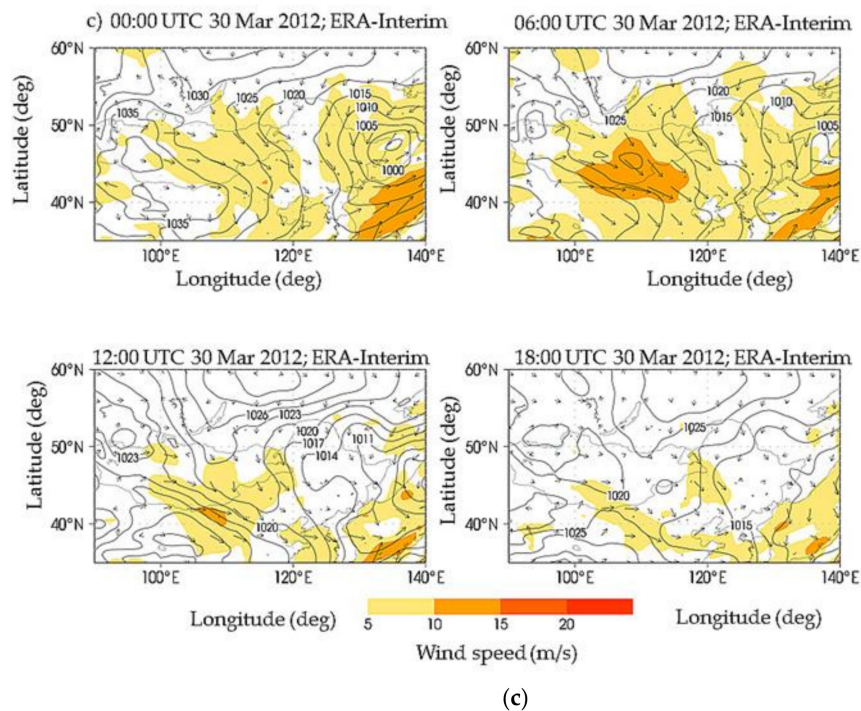 c) 00:00 UTC 30 Mar 2012; ERA-Interim
06:00 UTC 30 Mar 2012; ERA-Interim
60°N
50°N
40°N
Latitude (deg)
1035
1030
1025
1020
1015
1010
1005
1000
1035
100°E
120°E
140°E
Longitude (deg)
60°N
50°N
40°N
Latitude (deg)
1025
1020
1015
1010
1005
100°E
120°E
140°E
Longitude (deg)
12:00 UTC 30 Mar 2012; ERA-Interim
18:00 UTC 30 Mar 2012; ERA-Interim
60°N
50°N
40°N
Latitude (deg)
1026
1023
1020
1017
1014
1011
1023
1020
100°E
120°E
140°E
60°N
50°N
40°N
Latitude (deg)
1025
1020
1015
1025
100°E
120°E
140°E
Longitude (deg)
Longitude (deg)
5
10
15
20
Wind speed (m/s)
(c)